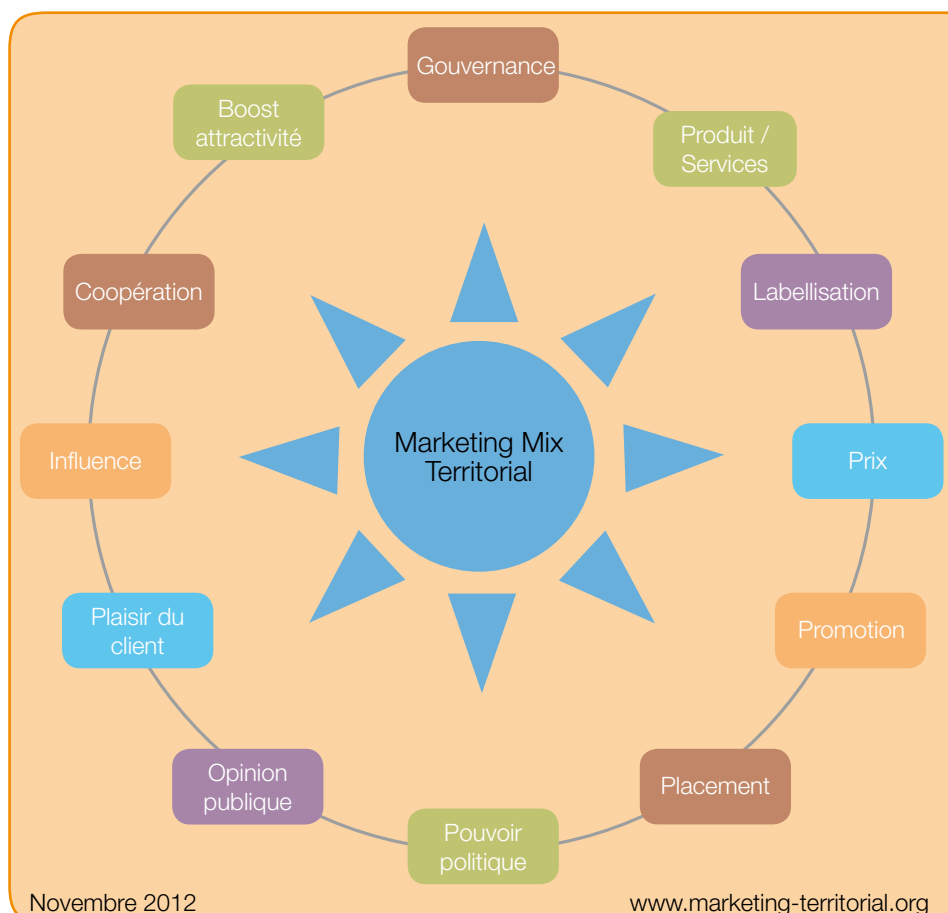 Gouvernance
Boost
attractivité
Produit /
Services
Coopération
Labellisation
Marketing Mix
Territorial
Influence
Prix
Plaisir du
client
Promotion
Opinion
publique
Placement
Pouvoir
politique
Novembre 2012
www.marketing-territorial.org